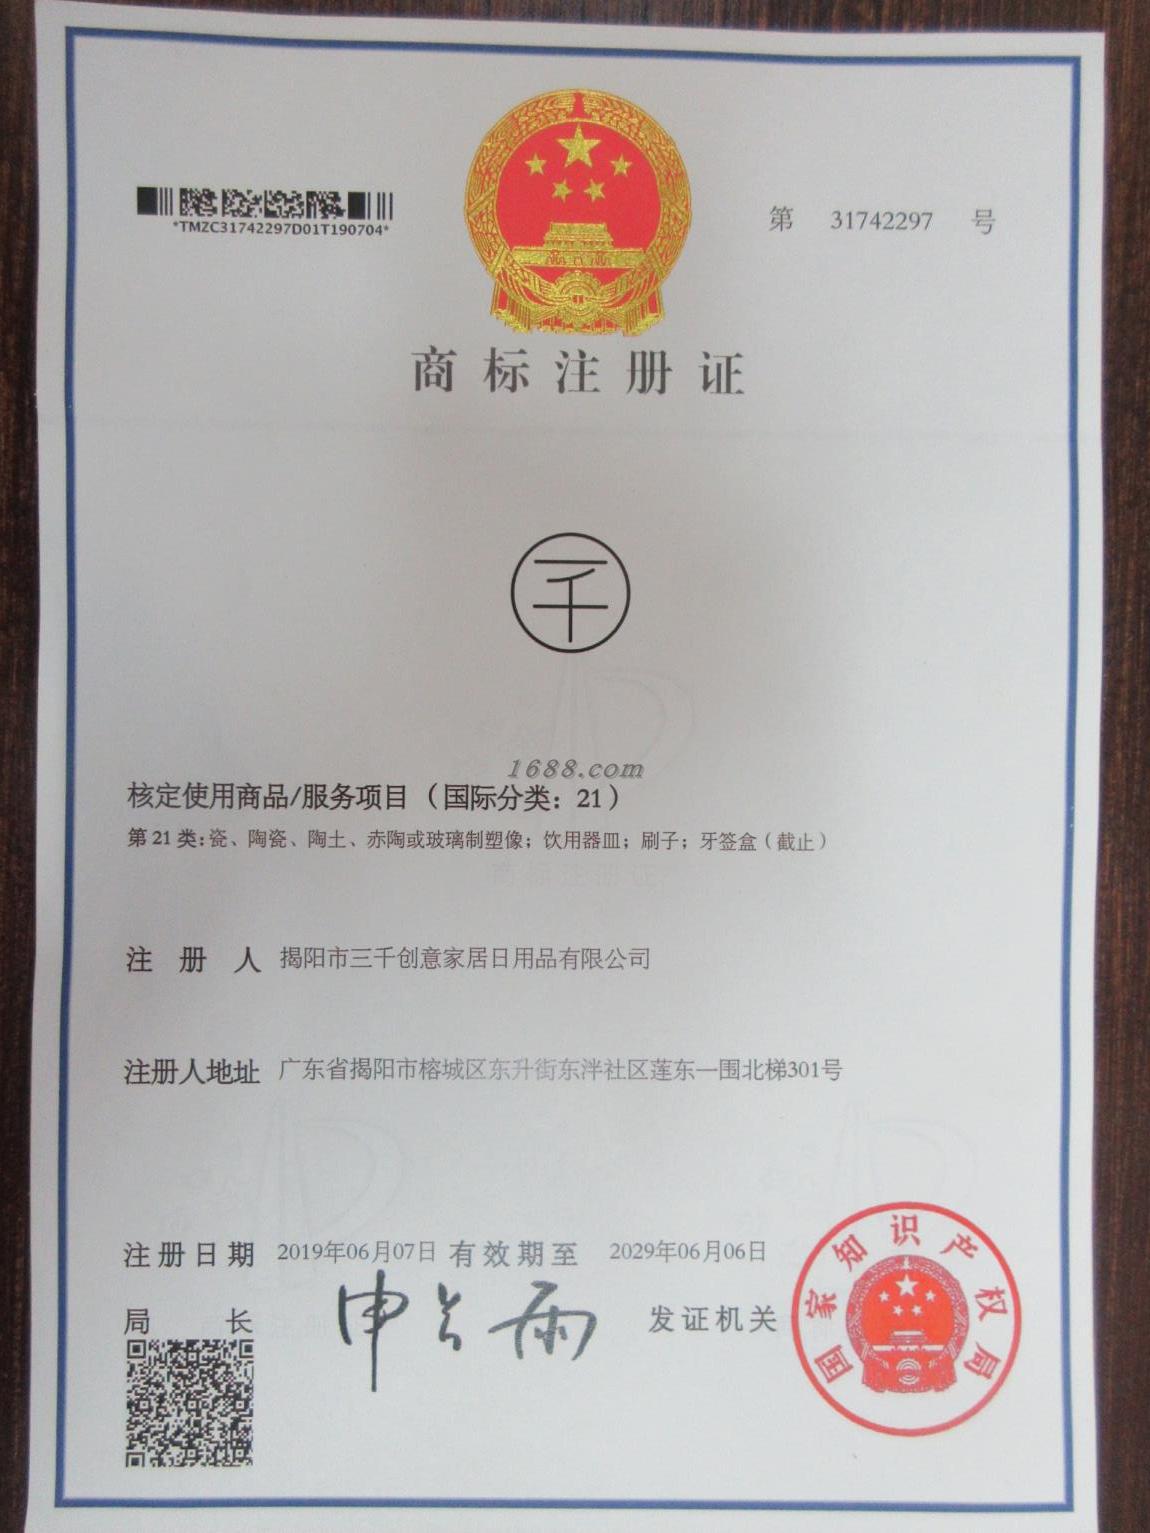 *TMZC31742297D01T190704*
第 31742297 号
商标注册证
1688.com
核定使用商品/服务项目（国际分类：21）
第21类：瓷、陶瓷、陶土、赤陶或玻璃制塑像；饮用器皿；刷子；牙签盒（截止）
商标注册证
注册人 揭阳市三千创意家居日用品有限公司
注册人地址 广东省揭阳市榕城区东升街东泮社区莲东一围北梯301号
注册日期 2019年06月07日 有效期至 2029年06月06日
局长 申长雨 发证机关
国家知识产权局